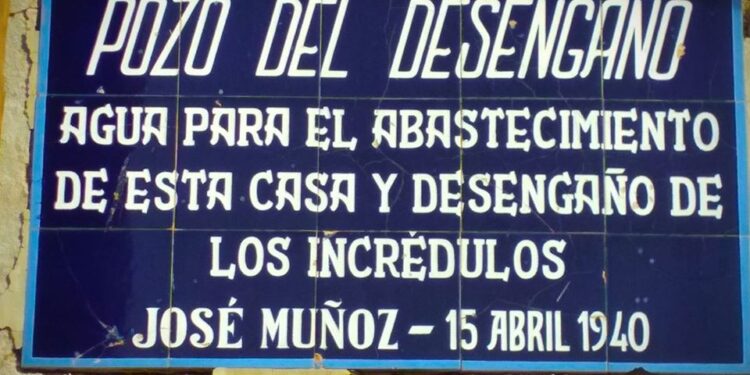 POZO DEL DESENGAÑO
AGUA PARA EL ABASTECIMIENTO
DE ESTA CASA Y DESENGAÑO DE
LOS INCRÉDULOS
JOSÉ MUÑOZ – 15 ABRIL 1940